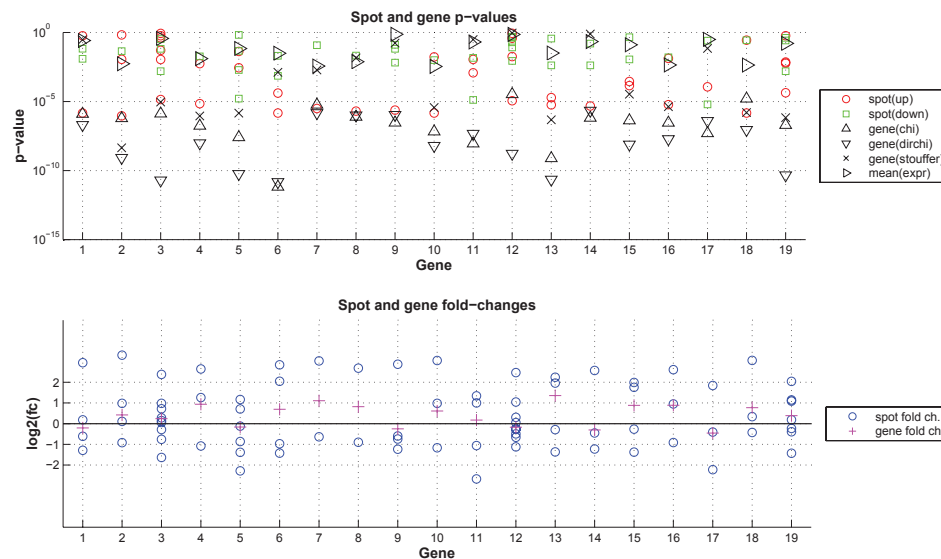 Spot and gene p-values
10^0
10^-5
10^-10
10^-15
p-value
1 2 3 4 5 6 7 8 9 10 11 12 13 14 15 16 17 18 19
Gene
spot(up)
spot(down)
gene(chi)
gene(dirchi)
gene(stouffer)
mean(expr)
Spot and gene fold-changes
2
1
0
-1
-2
log2(fc)
1 2 3 4 5 6 7 8 9 10 11 12 13 14 15 16 17 18 19
Gene
spot fold ch..
gene fold ch